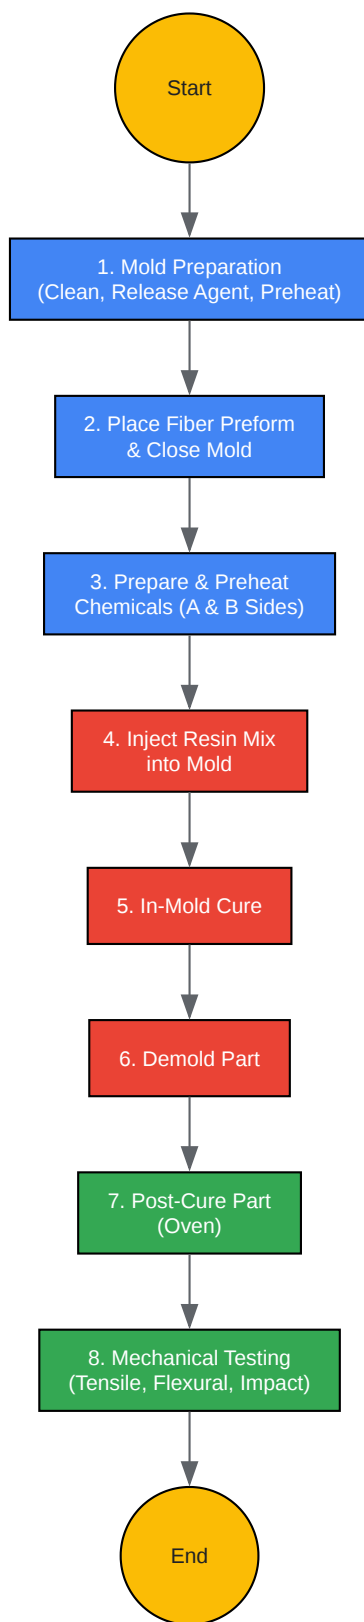 Start
1. Mold Preparation
(Clean, Release Agent, Preheat)
2. Place Fiber Preform
& Close Mold
3. Prepare & Preheat
Chemicals (A & B Sides)
4. Inject Resin Mix
into Mold
5. In-Mold Cure
6. Demold Part
7. Post-Cure Part
(Oven)
8. Mechanical Testing
(Tensile, Flexural, Impact)
End